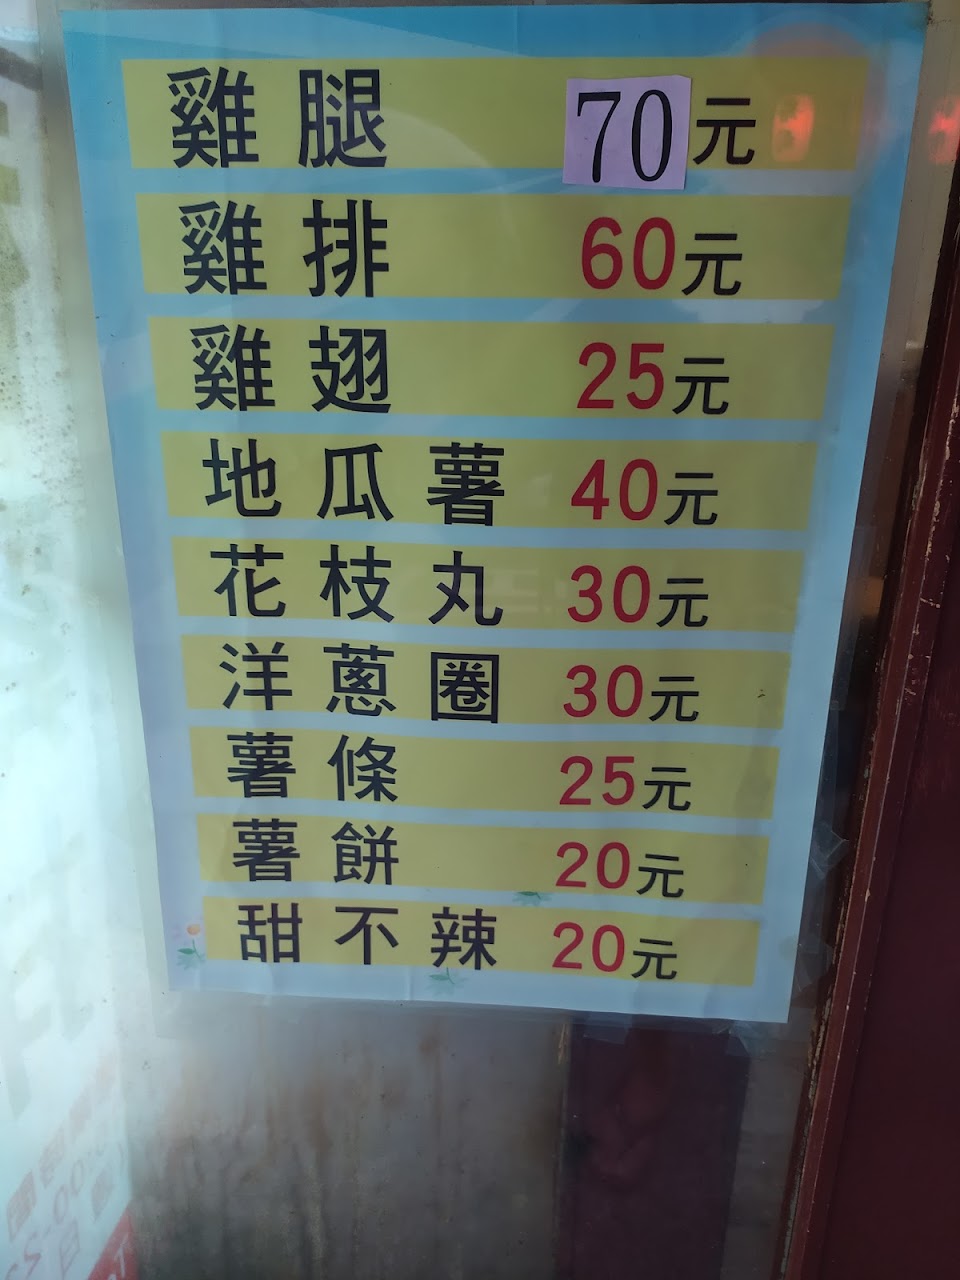 雞腿 70元
雞排 60元
雞翅 25元
地瓜薯 40元
花枝丸 30元
洋蔥圈 30元
薯條 25元
薯餅 20元
甜不辣 20元